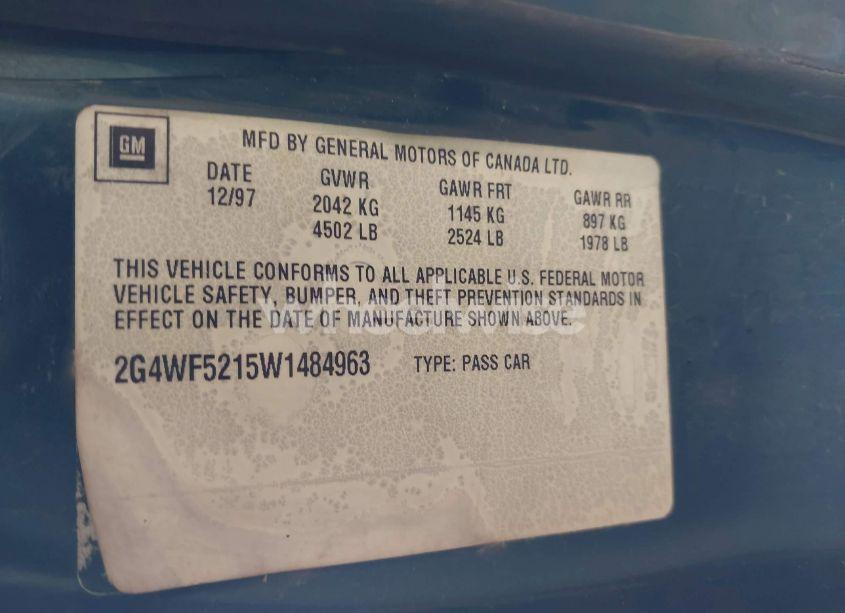 GM
MFD BY GENERAL MOTORS OF CANADA LTD.
DATE GVWR GAWR FRT GAWR RR
12/97 2042 KG 1145 KG 897 KG
4502 LB 2524 LB 1978 LB
THIS VEHICLE CONFORMS TO ALL APPLICABLE U.S. FEDERAL MOTOR
VEHICLE SAFETY, BUMPER, AND THEFT PREVENTION STANDARDS IN
EFFECT ON THE DATE OF MANUFACTURE SHOWN ABOVE.
2G4WF5215W1484963 TYPE: PASS CAR